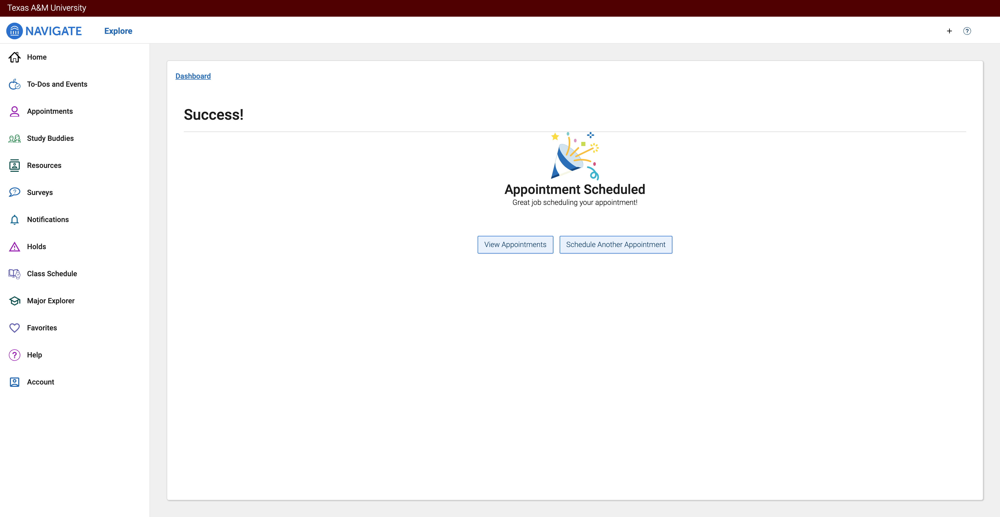 Texas A&M University
NAVIGATE
Explore
+
?
Home
To-Dos and Events
Appointments
Study Buddies
Resources
Surveys
Notifications
Holds
Class Schedule
Major Explorer
Favorites
Help
Account
Dashboard
Success!
Appointment Scheduled
Great job scheduling your appointment!
View Appointments
Schedule Another Appointment